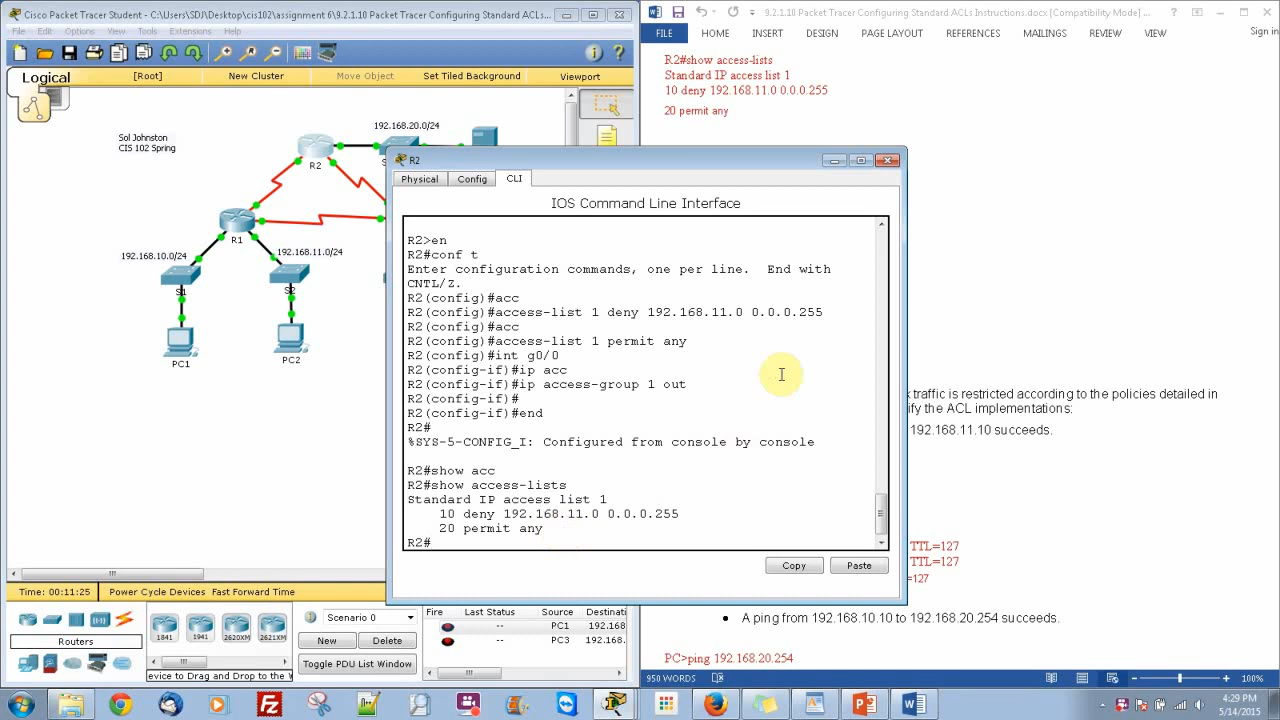 Cisco Packet Tracer Student - C:\Users\SDJ\Desktop\cis102\assignment 6\9.2.1.10 Packet Tracer Configuring Standard ACLs...
File Edit Options View Tools Extensions Help
Logical [Root] New Cluster Move Object Set Tiled Background Viewport
Sol Johnston
CIS 102 Spring
192.168.20.0/24
R2
R1
192.168.10.0/24
192.168.11.0/24
S1
S2
PC1
PC2
R2
Physical Config CLI
IOS Command Line Interface
R2>en
R2#conf t
Enter configuration commands, one per line. End with
CNTL/Z.
R2(config)#acc
R2(config)#access-list 1 deny 192.168.11.0 0.0.0.255
R2(config)#acc
R2(config)#access-list 1 permit any
R2(config)#int g0/0
R2(config-if)#ip acc
R2(config-if)#ip access-group 1 out
R2(config-if)#
R2(config-if)#end
R2#
%SYS-5-CONFIG_I: Configured from console by console
R2#show acc
R2#show access-lists
Standard IP access list 1
10 deny 192.168.11.0 0.0.0.255
20 permit any
R2#
Copy Paste
Time: 00:11:25 Power Cycle Devices Fast Forward Time
Routers
1841 1941 2620XM 2621XM
evice to Drag and Drop to the
Scenario 0
New Delete
Toggle PDU List Window
Fire Last Status Source Destinati
-- PC1 192.168
-- PC3 192.168.
9.2.1.10 Packet Tracer Configuring Standard ACLs Instructions.docx [Compatibility Mode] - ...
FILE HOME INSERT DESIGN PAGE LAYOUT REFERENCES MAILINGS REVIEW VIEW Sign in
R2#show access-lists
Standard IP access list 1
10 deny 192.168.11.0 0.0.0.255
20 permit any
traffic is restricted according to the policies detailed in
fy the ACL implementations:
192.168.11.10 succeeds.
TTL=127
TTL=127
=127
• A ping from 192.168.10.10 to 192.168.20.254 succeeds.
PC>ping 192.168.20.254
950 WORDS 100%
4:29 PM
5/14/2015